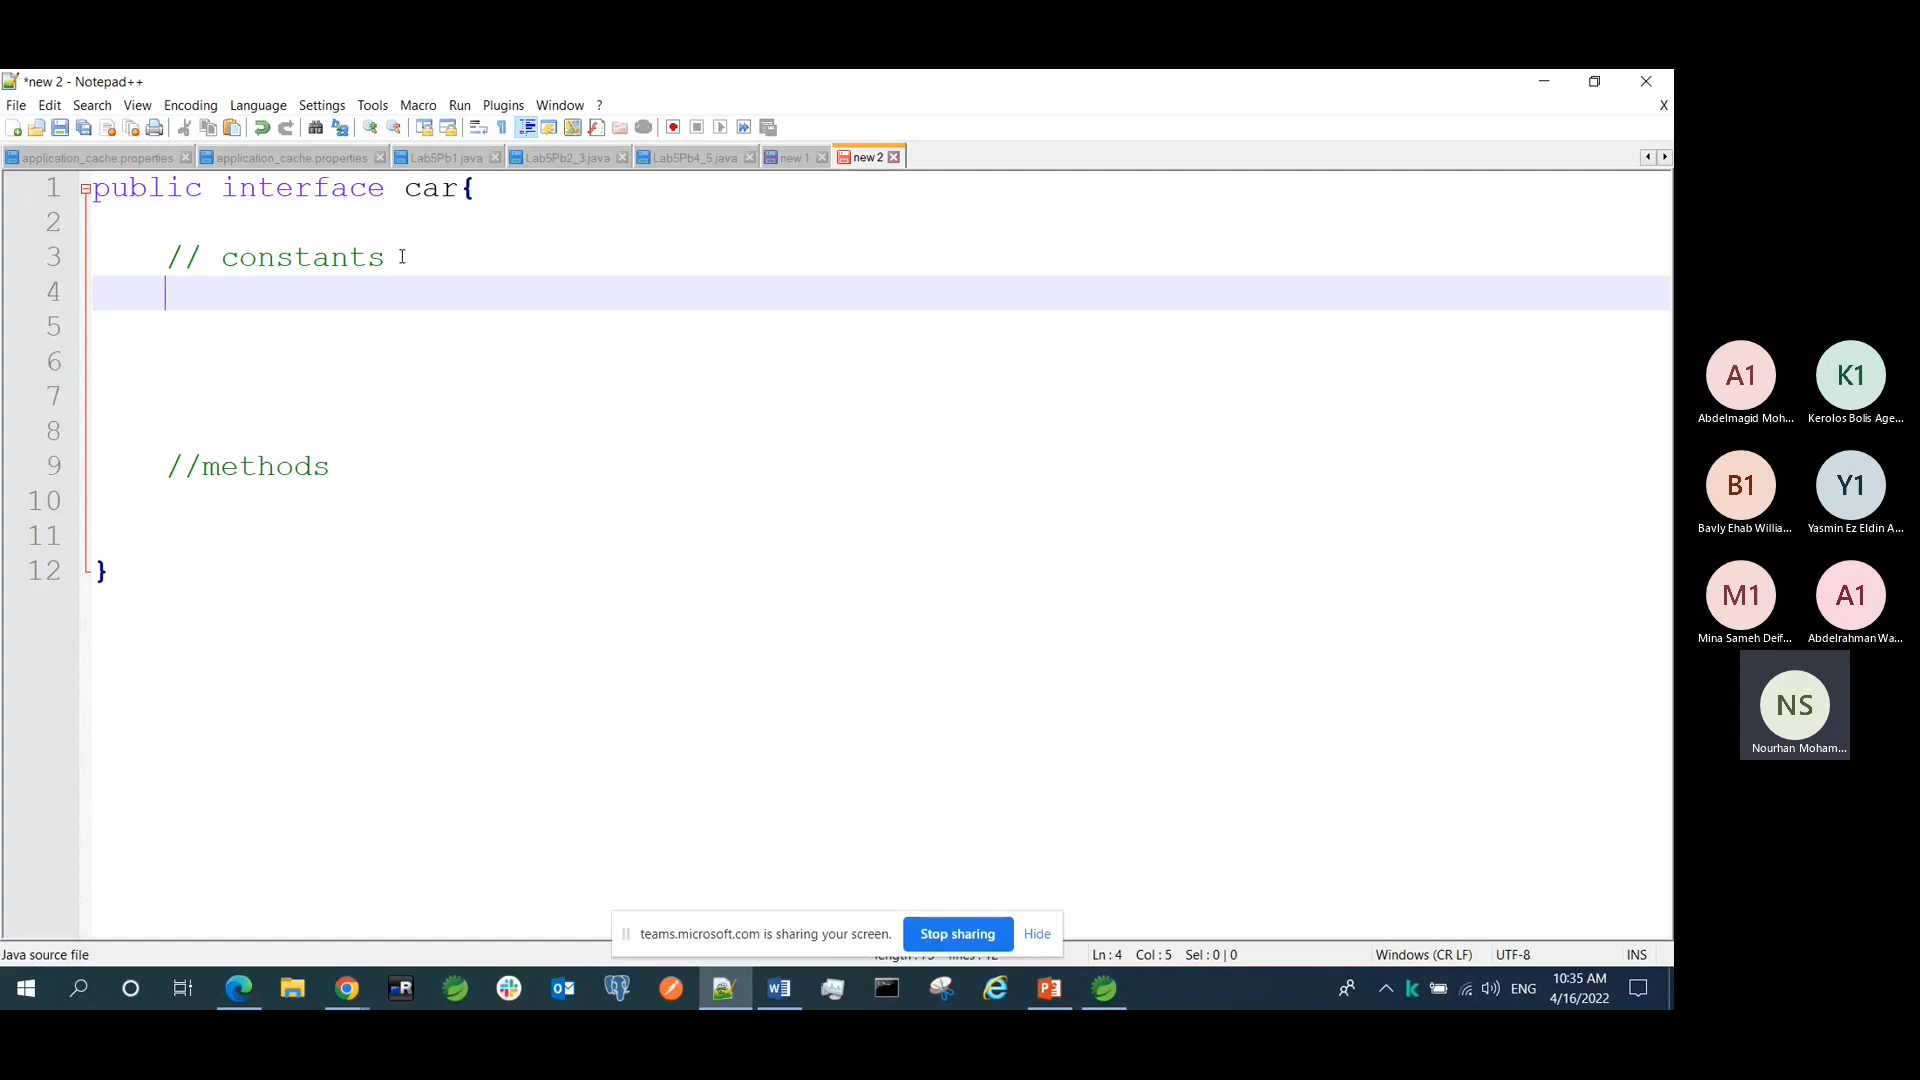 *new 2 - Notepad++
File Edit Search View Encoding Language Settings Tools Macro Run Plugins Window ? X
application_cache.properties application_cache.properties Lab5Pb1.java Lab5Pb2_3.java Lab5Pb4_5.java new 1 new 2
1 public interface car{
2
3 // constants
4
5
6
7
8
9 //methods
10
11
12 }
A1 K1
Abdelmagid Moh... Kerolos Bolis Age...
B1 Y1
Bavly Ehab Willia... Yasmin Ez Eldin A...
M1 A1
Mina Sameh Deif... Abdelrahman Wa...
NS
Nourhan Moham...
teams.microsoft.com is sharing your screen. Stop sharing Hide
Java source file Ln : 4 Col : 5 Sel : 0 | 0 Windows (CR LF) UTF-8 INS
ENG 10:35 AM
4/16/2022